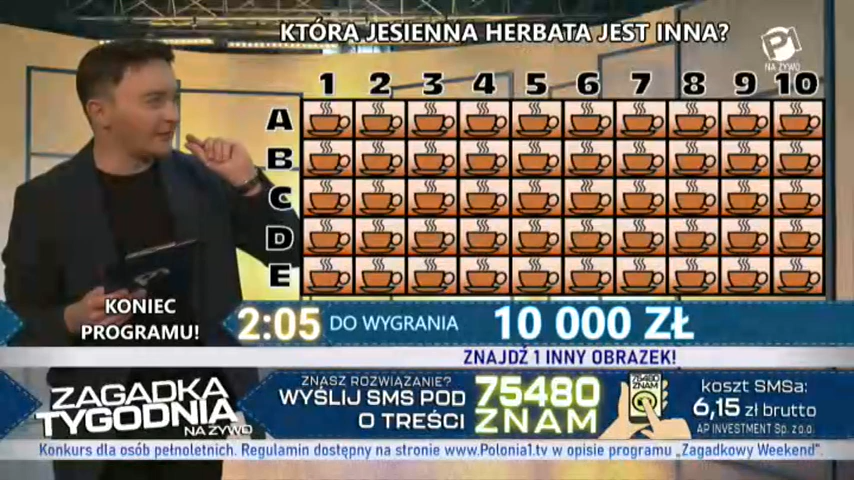 KTÓRA JESIENNA HERBATA JEST INNA?
P1
NA ŻYWO
1 2 3 4 5 6 7 8 9 10
A
B
C
D
E
KONIEC
PROGRAMU!
2:05 DO WYGRANIA 10 000 ZŁ
ZNAJDŹ 1 INNY OBRAZEK!
ZAGADKA
TYGODNIA
NA ŻYWO
ZNASZ ROZWIĄZANIE?
WYŚLIJ SMS POD
O TREŚCI
75480
ZNAM
75480
ZNAM
koszt SMSa:
6,15 zł brutto
AP INVESTMENT Sp. z o.o.
Konkurs dla osób pełnoletnich. Regulamin dostępny na stronie www.Polonia1.tv w opisie programu „Zagadkowy Weekend".